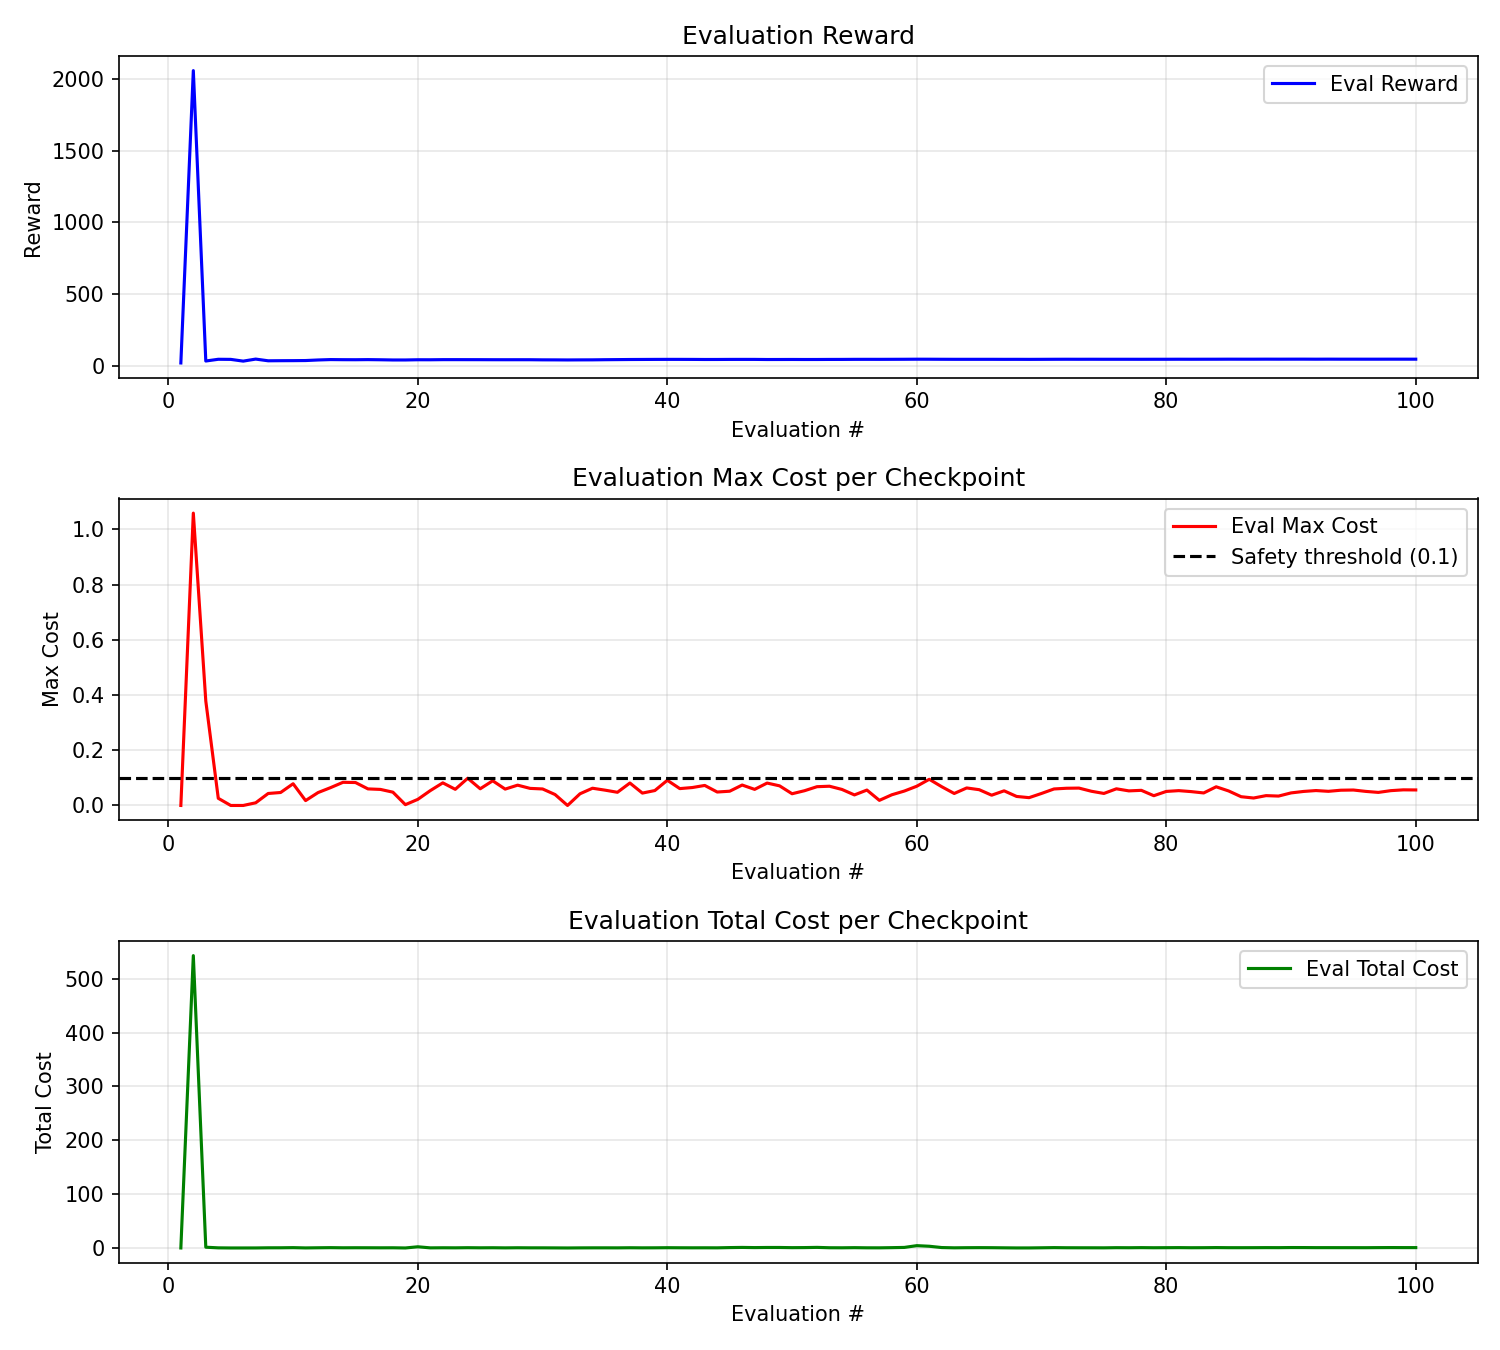 Evaluation Reward
Eval Reward
Reward
2000
1500
1000
500
0
0 20 40 60 80 100
Evaluation #
Evaluation Max Cost per Checkpoint
Eval Max Cost
Safety threshold (0.1)
Max Cost
1.0
0.8
0.6
0.4
0.2
0.0
0 20 40 60 80 100
Evaluation #
Evaluation Total Cost per Checkpoint
Eval Total Cost
Total Cost
500
400
300
200
100
0
0 20 40 60 80 100
Evaluation #